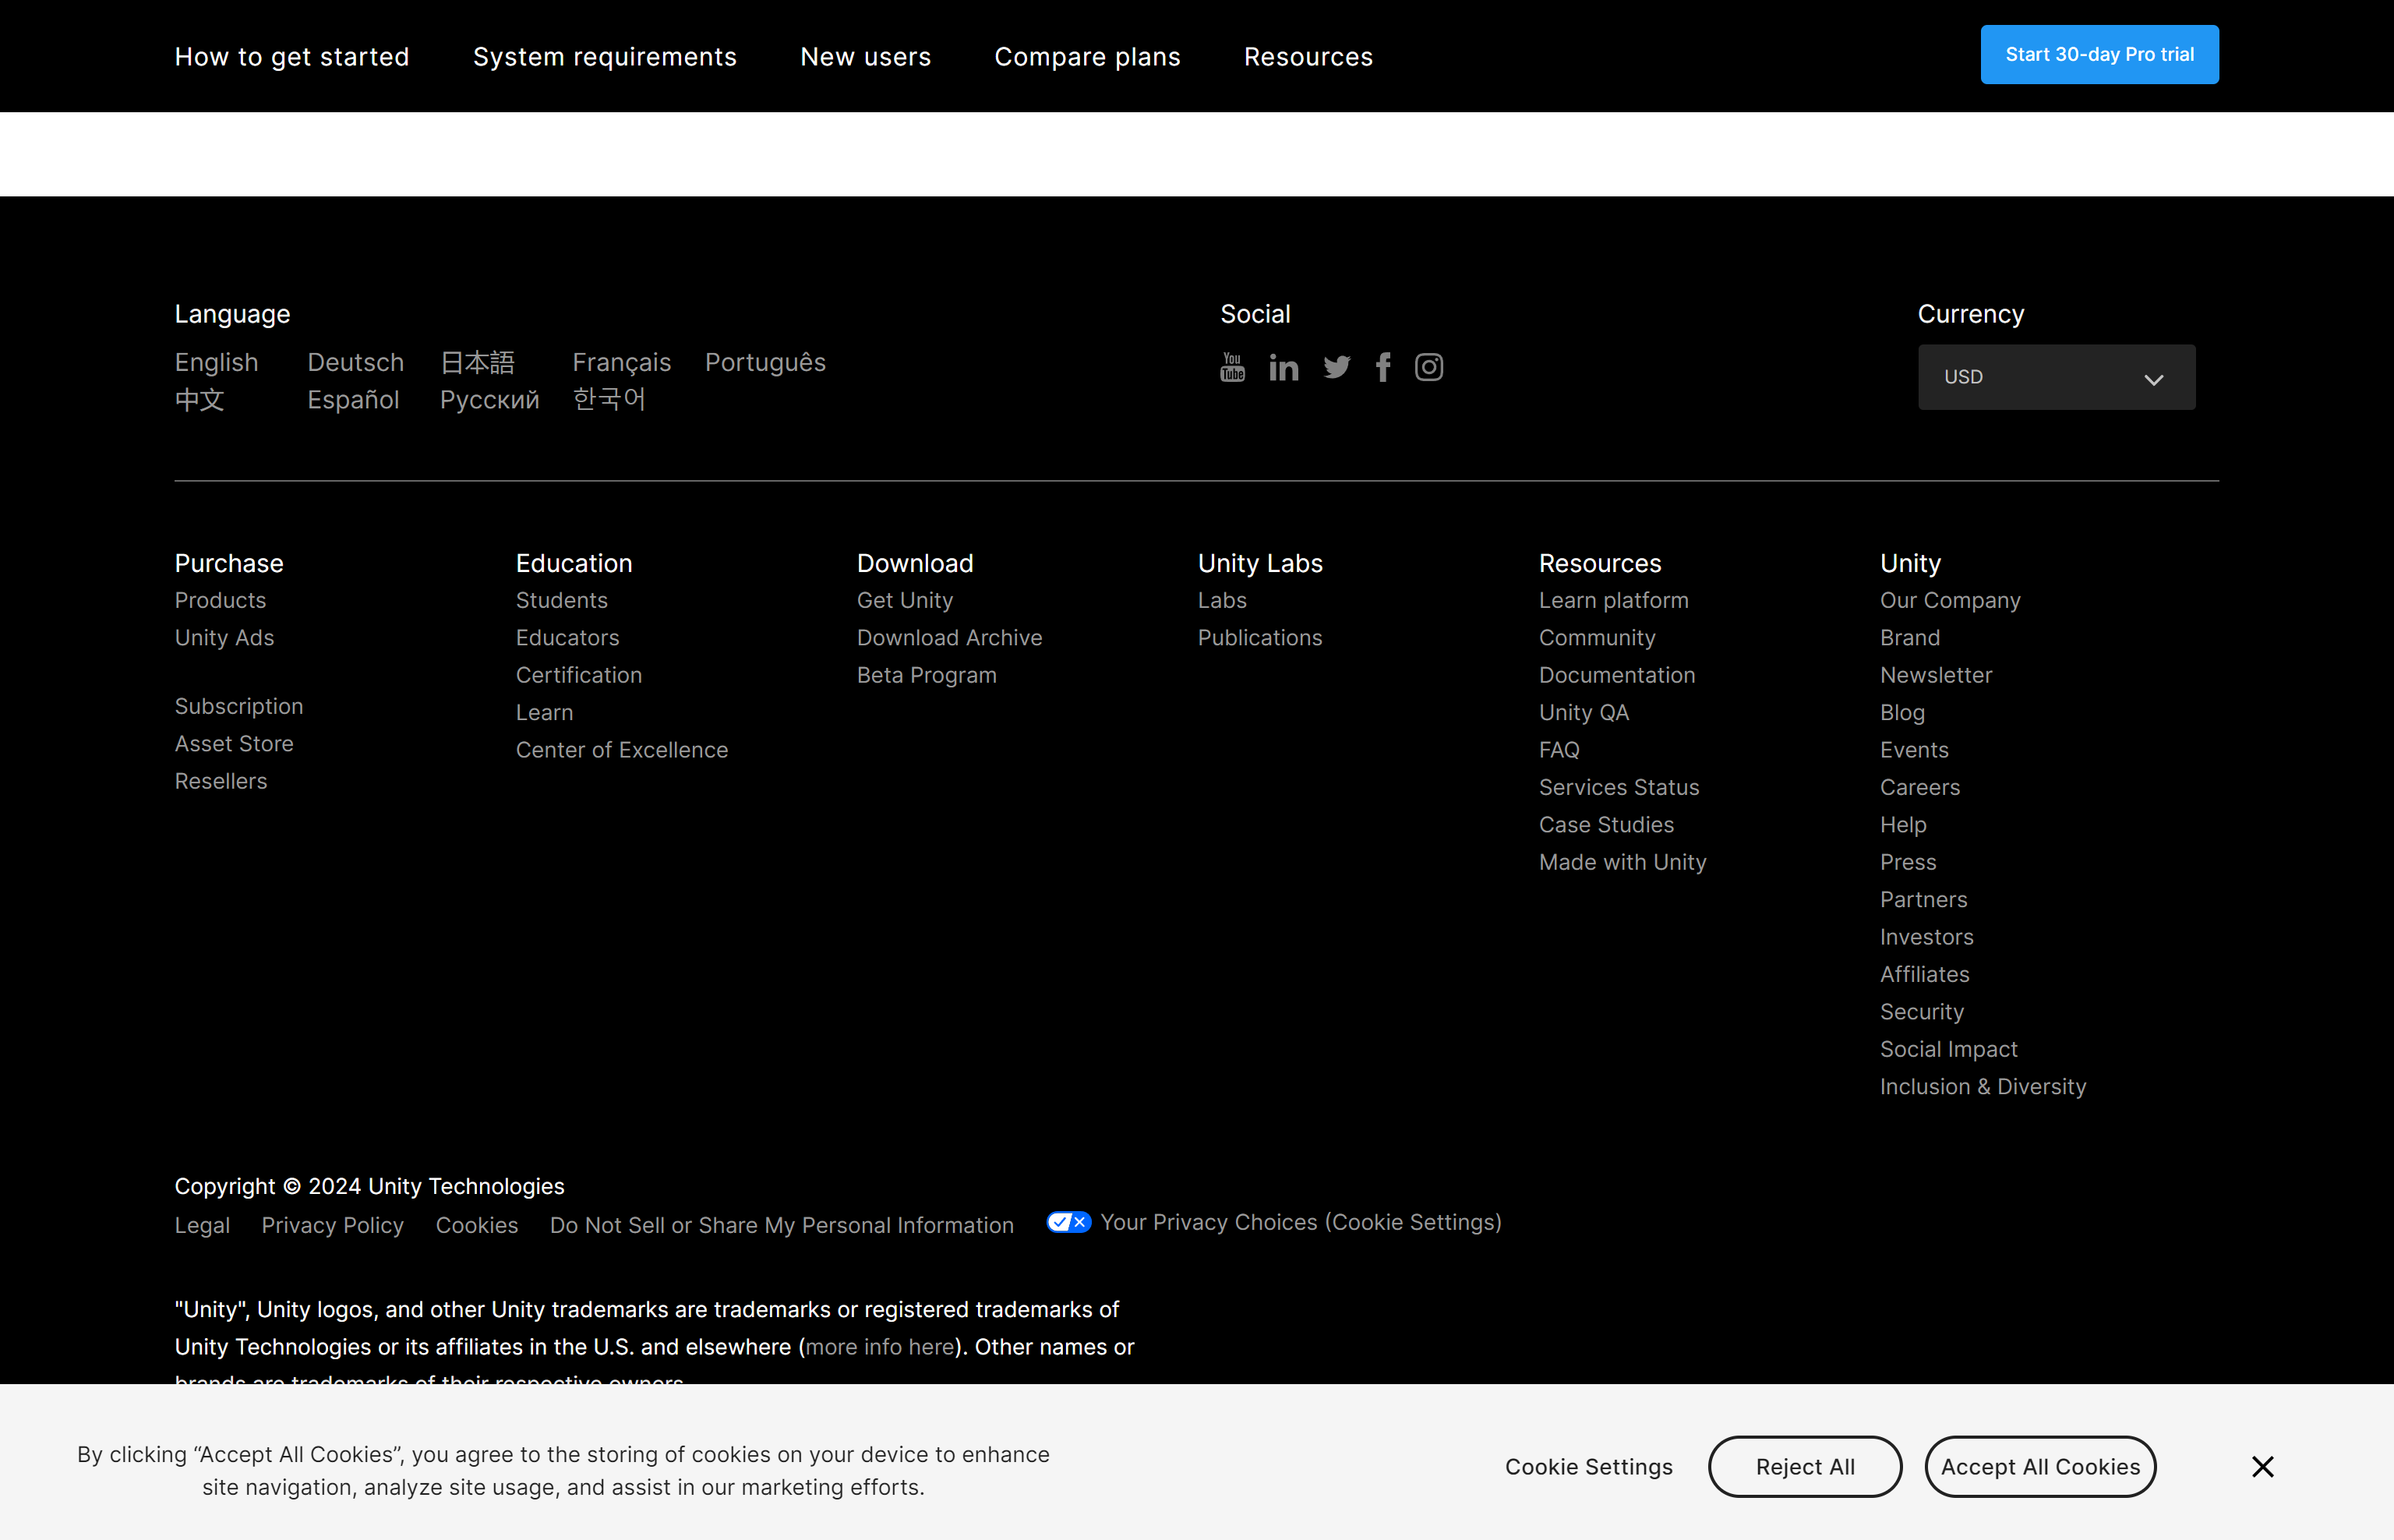 How to get started System requirements New users Compare plans Resources Start 30-day Pro trial
Language
English Deutsch 日本語 Français Português
中文 Español Русский 한국어
Social
You Tube
Currency
USD
Purchase
Products
Unity Ads
Subscription
Asset Store
Resellers
Education
Students
Educators
Certification
Learn
Center of Excellence
Download
Get Unity
Download Archive
Beta Program
Unity Labs
Labs
Publications
Resources
Learn platform
Community
Documentation
Unity QA
FAQ
Services Status
Case Studies
Made with Unity
Unity
Our Company
Brand
Newsletter
Blog
Events
Careers
Help
Press
Partners
Investors
Affiliates
Security
Social Impact
Inclusion & Diversity
Copyright © 2024 Unity Technologies
Legal Privacy Policy Cookies Do Not Sell or Share My Personal Information Your Privacy Choices (Cookie Settings)
"Unity", Unity logos, and other Unity trademarks are trademarks or registered trademarks of
Unity Technologies or its affiliates in the U.S. and elsewhere (more info here). Other names or
brands are trademarks of their respective owners.
By clicking “Accept All Cookies”, you agree to the storing of cookies on your device to enhance
site navigation, analyze site usage, and assist in our marketing efforts.
Cookie Settings Reject All Accept All Cookies